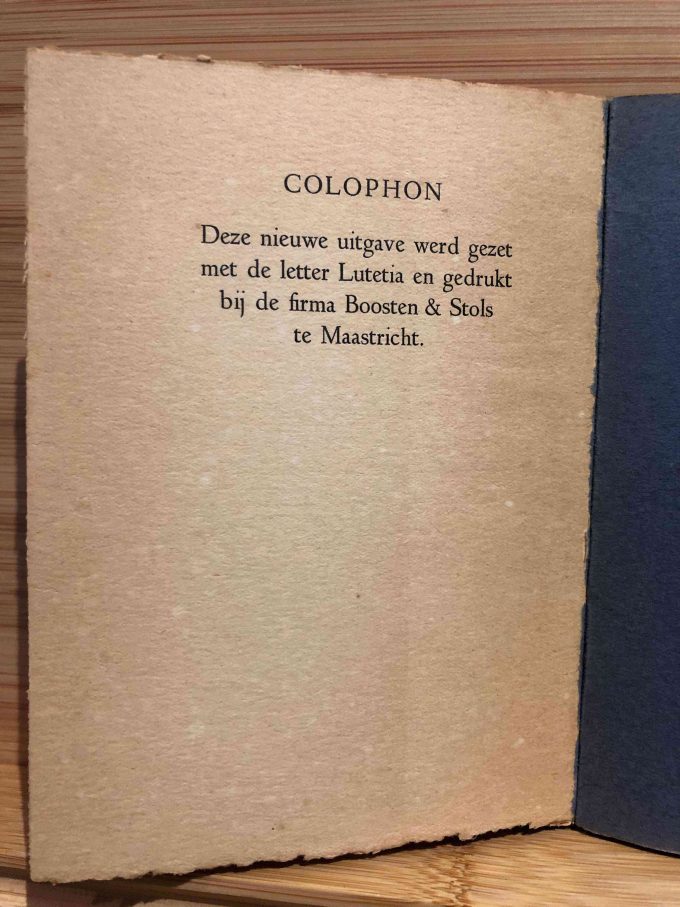 COLOPHON
Deze nieuwe uitgave werd gezet
met de letter Lutetia en gedrukt
bij de firma Boosten & Stols
te Maastricht.